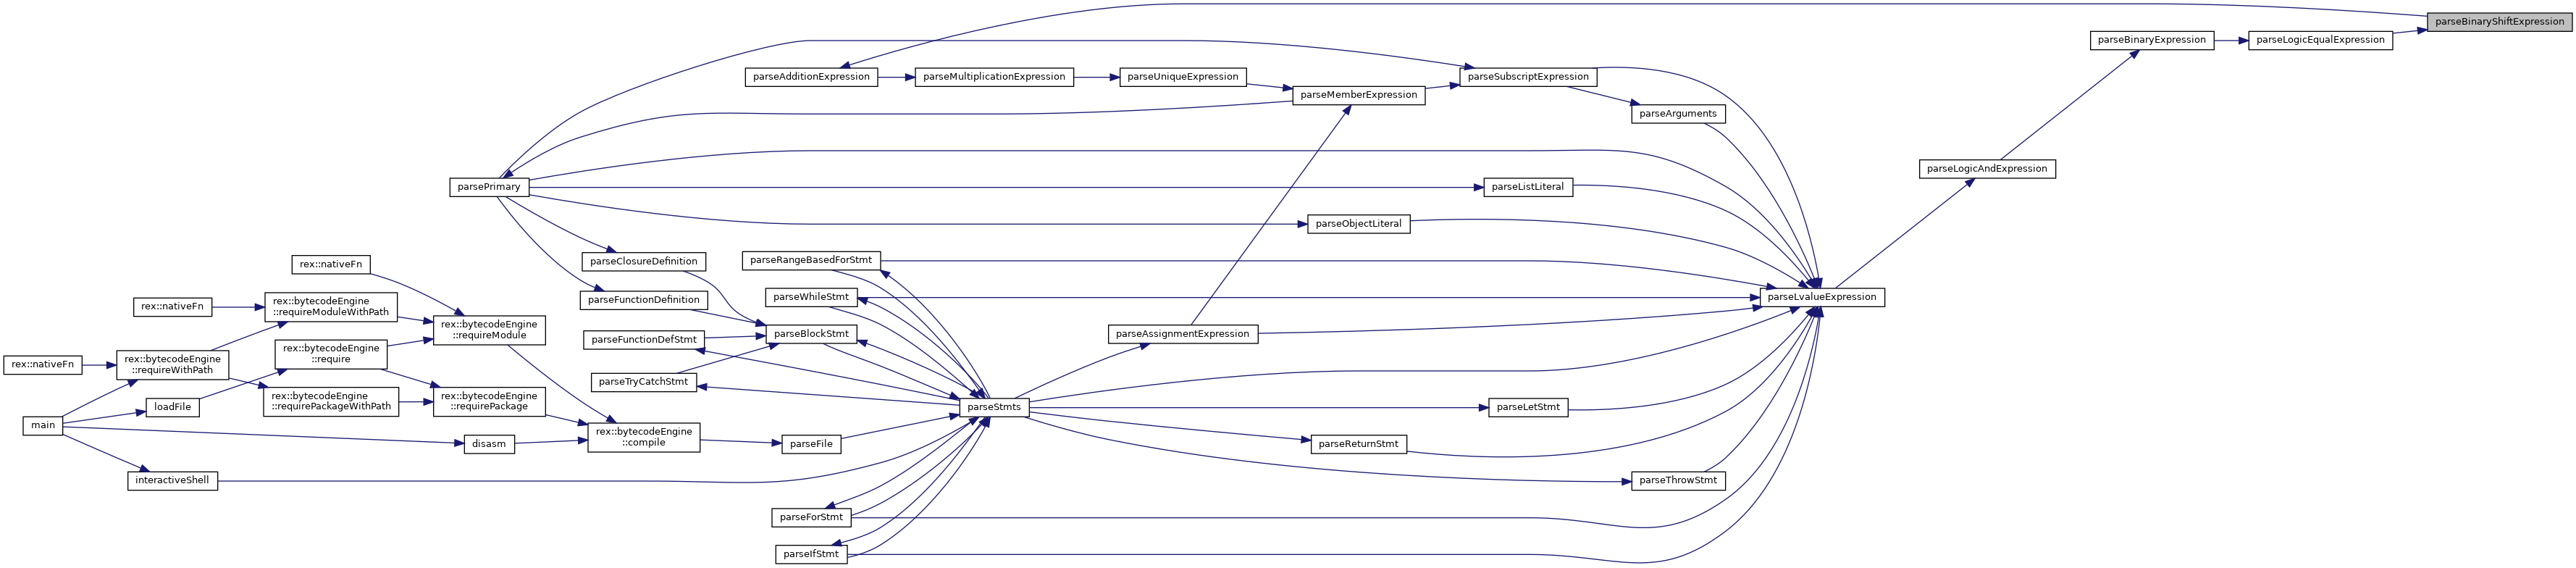 parseBinaryShiftExpression
parseBinaryExpression
parseLogicEqualExpression
parseAdditionExpression
parseMultiplicationExpression
parseUniqueExpression
parseSubscriptExpression
parseMemberExpression
parseArguments
parseLogicAndExpression
parsePrimary
parseListLiteral
parseObjectLiteral
parseClosureDefinition
parseRangeBasedForStmt
rex::nativeFn
parseFunctionDefinition
parseWhileStmt
parseLvalueExpression
rex::nativeFn
rex::bytecodeEngine
::requireModuleWithPath
rex::bytecodeEngine
::requireModule
parseFunctionDefStmt
parseBlockStmt
parseAssignmentExpression
rex::bytecodeEngine
::require
rex::nativeFn
rex::bytecodeEngine
::requireWithPath
parseTryCatchStmt
loadFile
rex::bytecodeEngine
::requirePackageWithPath
rex::bytecodeEngine
::requirePackage
parseStmts
parseLetStmt
main
disasm
rex::bytecodeEngine
::compile
parseFile
parseReturnStmt
interactiveShell
parseThrowStmt
parseForStmt
parseIfStmt